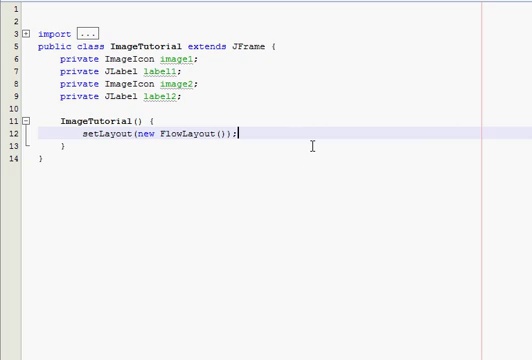 1
2
3 import ...
5 public class ImageTutorial extends JFrame {
6 private ImageIcon image1;
7 private JLabel label1;
8 private ImageIcon image2;
9 private JLabel label2;
10
11 ImageTutorial() {
12 setLayout(new FlowLayout());
13 }
14 }